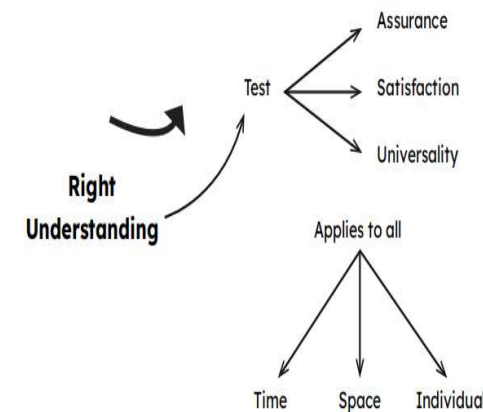 Assurance
Test
Satisfaction
Universality
Right
Understanding
Applies to all
Time
Space
Individual